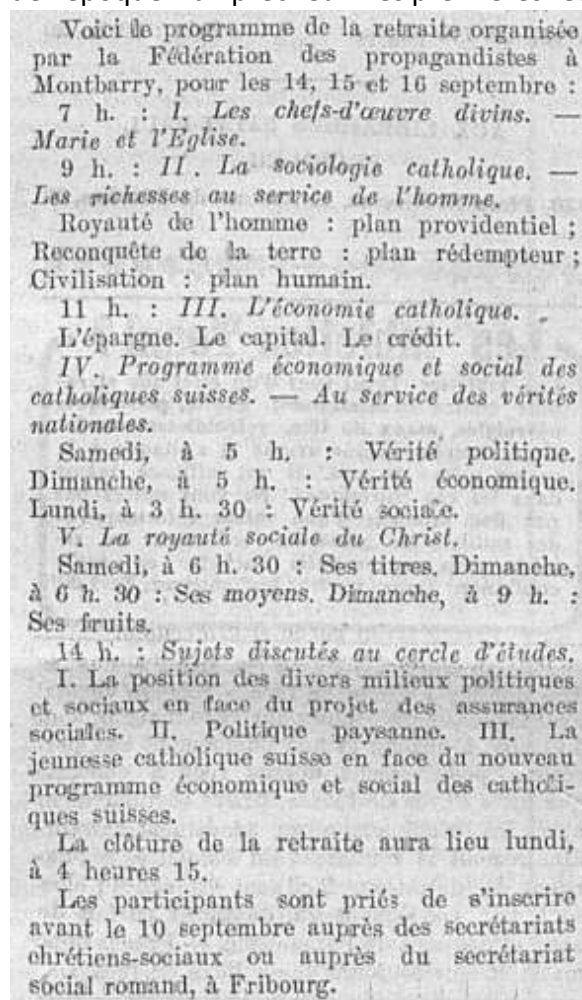 Voici le programme de la retraite organisée
par la Fédération des propagandistes à
Montbarry, pour les 14, 15 et 16 septembre :
7 h. : I. Les chefs-d'œuvre divins. —
Marie et l'Eglise.
9 h. : II. La sociologie catholique. —
Les richesses au service de l'homme.
Royauté de l'homme : plan providentiel ;
Reconquête de la terre : plan rédempteur ;
Civilisation : plan humain.
11 h. : III. L'économie catholique.
L'épargne. Le capital. Le crédit.
IV. Programme économique et social des
catholiques suisses. — Au service des vérités
nationales.
Samedi, à 5 h. : Vérité politique.
Dimanche, à 5 h. : Vérité économique.
Lundi, à 3 h. 30 : Vérité sociale.
V. La royauté sociale du Christ.
Samedi, à 6 h. 30 : Ses titres. Dimanche,
à 6 h. 30 : Ses moyens. Dimanche, à 9 h. :
Ses fruits.
14 h. : Sujets discutés au cercle d'études.
I. La position des divers milieux politiques
et sociaux en face du projet des assurances
sociales. II. Politique paysanne. III. La
jeunesse catholique suisse en face du nouveau
programme économique et social des catholi-
ques suisses.
La clôture de la retraite aura lieu lundi,
à 4 heures 15.
Les participants sont priés de s'inscrire
avant le 10 septembre auprès des secrétariats
chrétiens-sociaux ou auprès du secrétariat
social romand, à Fribourg.